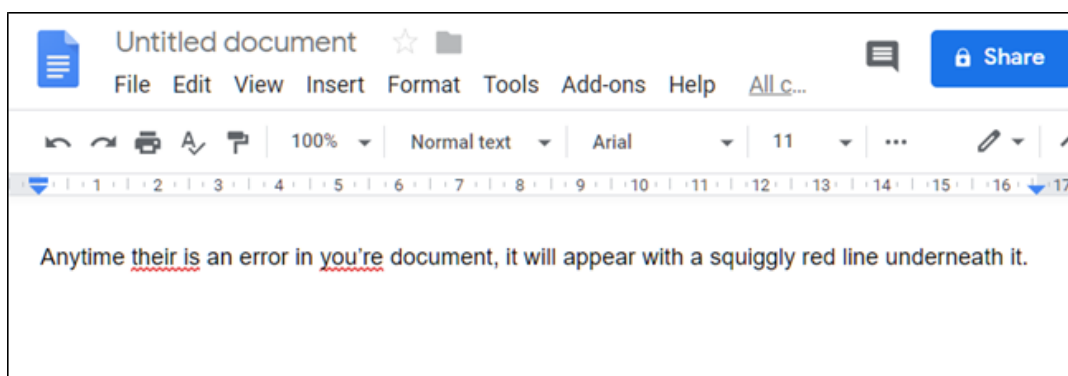 Untitled document
Share
File Edit View Insert Format Tools Add-ons Help All c...
100% Normal text Arial 11
1 2 3 4 5 6 7 8 9 10 11 12 13 14 15 16 17
Anytime their is an error in you're document, it will appear with a squiggly red line underneath it.